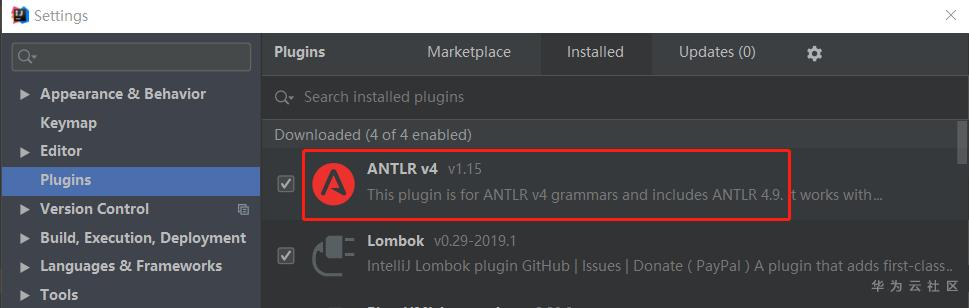 Settings
Plugins Marketplace Installed Updates (0)
Search installed plugins
Appearance & Behavior
Keymap
Editor
Plugins
Version Control
Build, Execution, Deployment
Languages & Frameworks
Tools
Downloaded (4 of 4 enabled)
ANTLR v4 v1.15
This plugin is for ANTLR v4 grammars and includes ANTLR 4.9. It works with...
Lombok v0.29-2019.1
IntelliJ Lombok plugin GitHub | Issues | Donate ( PayPal ) A plugin that adds first-class..
华为云社区